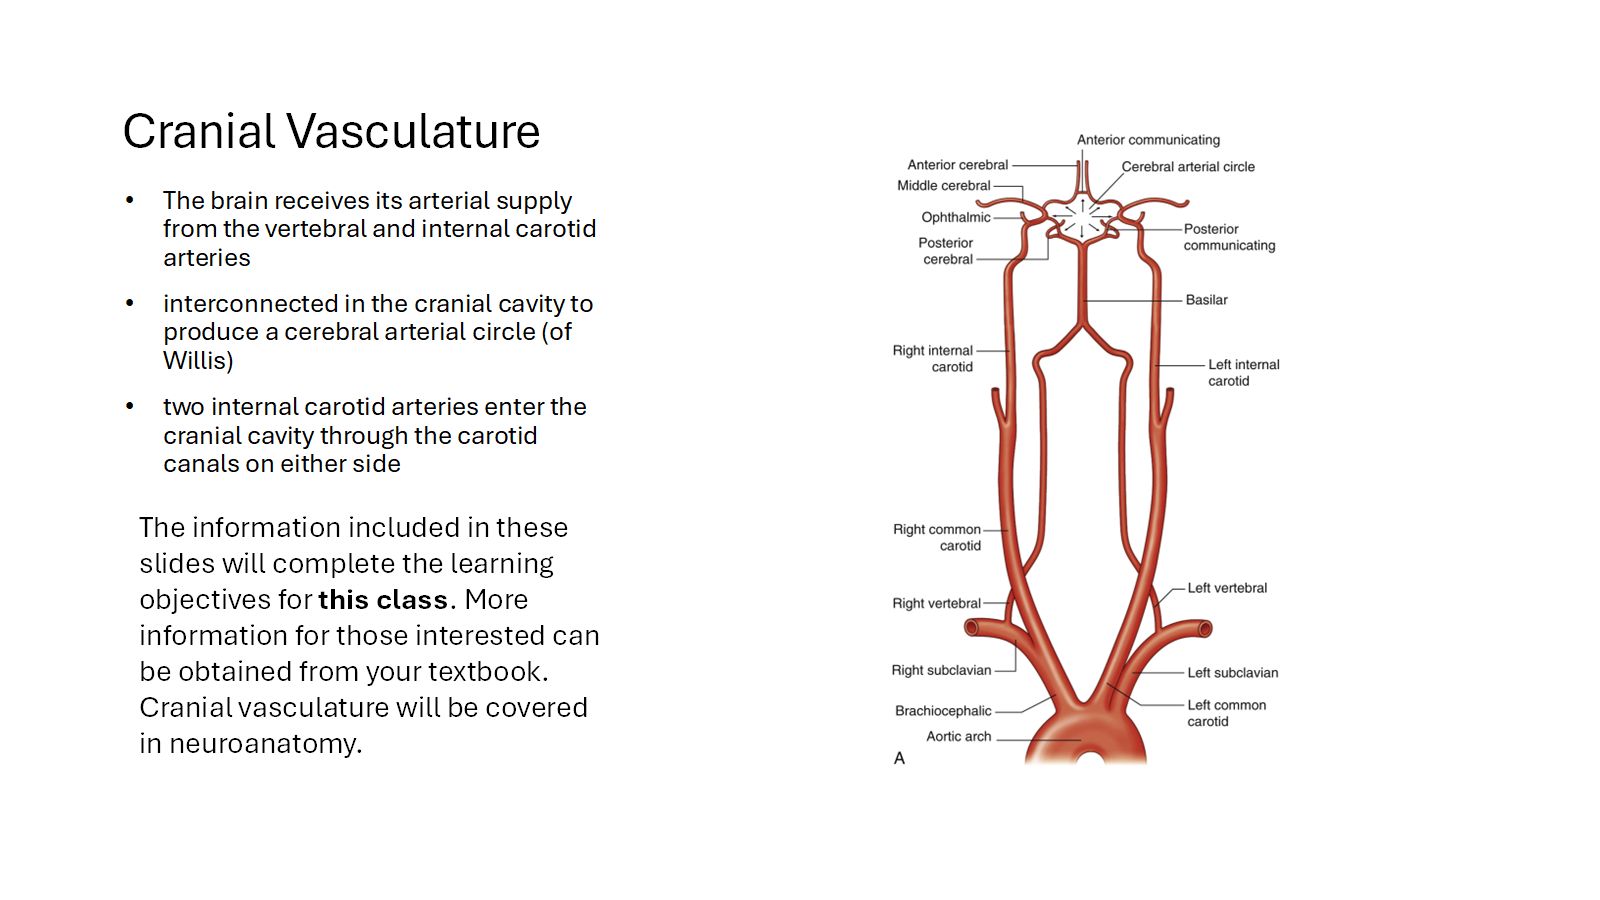 Cranial Vasculature
• The brain receives its arterial supply
from the vertebral and internal carotid
arteries
• interconnected in the cranial cavity to
produce a cerebral arterial circle (of
Willis)
• two internal carotid arteries enter the
cranial cavity through the carotid
canals on either side
The information included in these
slides will complete the learning
objectives for this class. More
information for those interested can
be obtained from your textbook.
Cranial vasculature will be covered
in neuroanatomy.
Anterior communicating
Anterior cerebral
Cerebral arterial circle
Middle cerebral
Ophthalmic
Posterior
communicating
Posterior
cerebral
Basilar
Right internal
carotid
Left internal
carotid
Right common
carotid
Left vertebral
Right vertebral
Right subclavian
Left subclavian
Brachiocephalic
Left common
carotid
Aortic arch
A